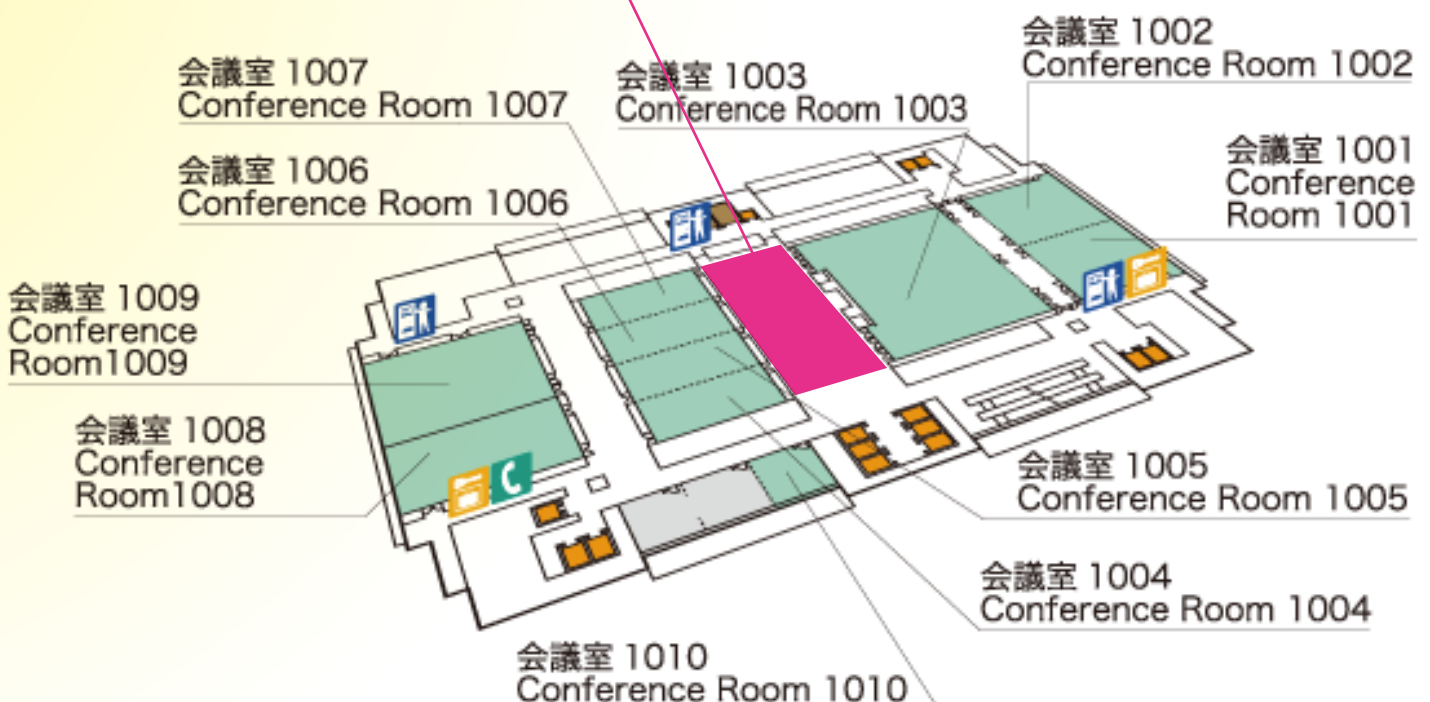 会議室 1002
Conference Room 1002
会議室 1007
Conference Room 1007
会議室 1003
Conference Room 1003
会議室 1001
Conference
Room 1001
会議室 1006
Conference Room 1006
会議室 1009
Conference
Room1009
会議室 1008
Conference
Room1008
会議室 1005
Conference Room 1005
会議室 1004
Conference Room 1004
会議室 1010
Conference Room 1010